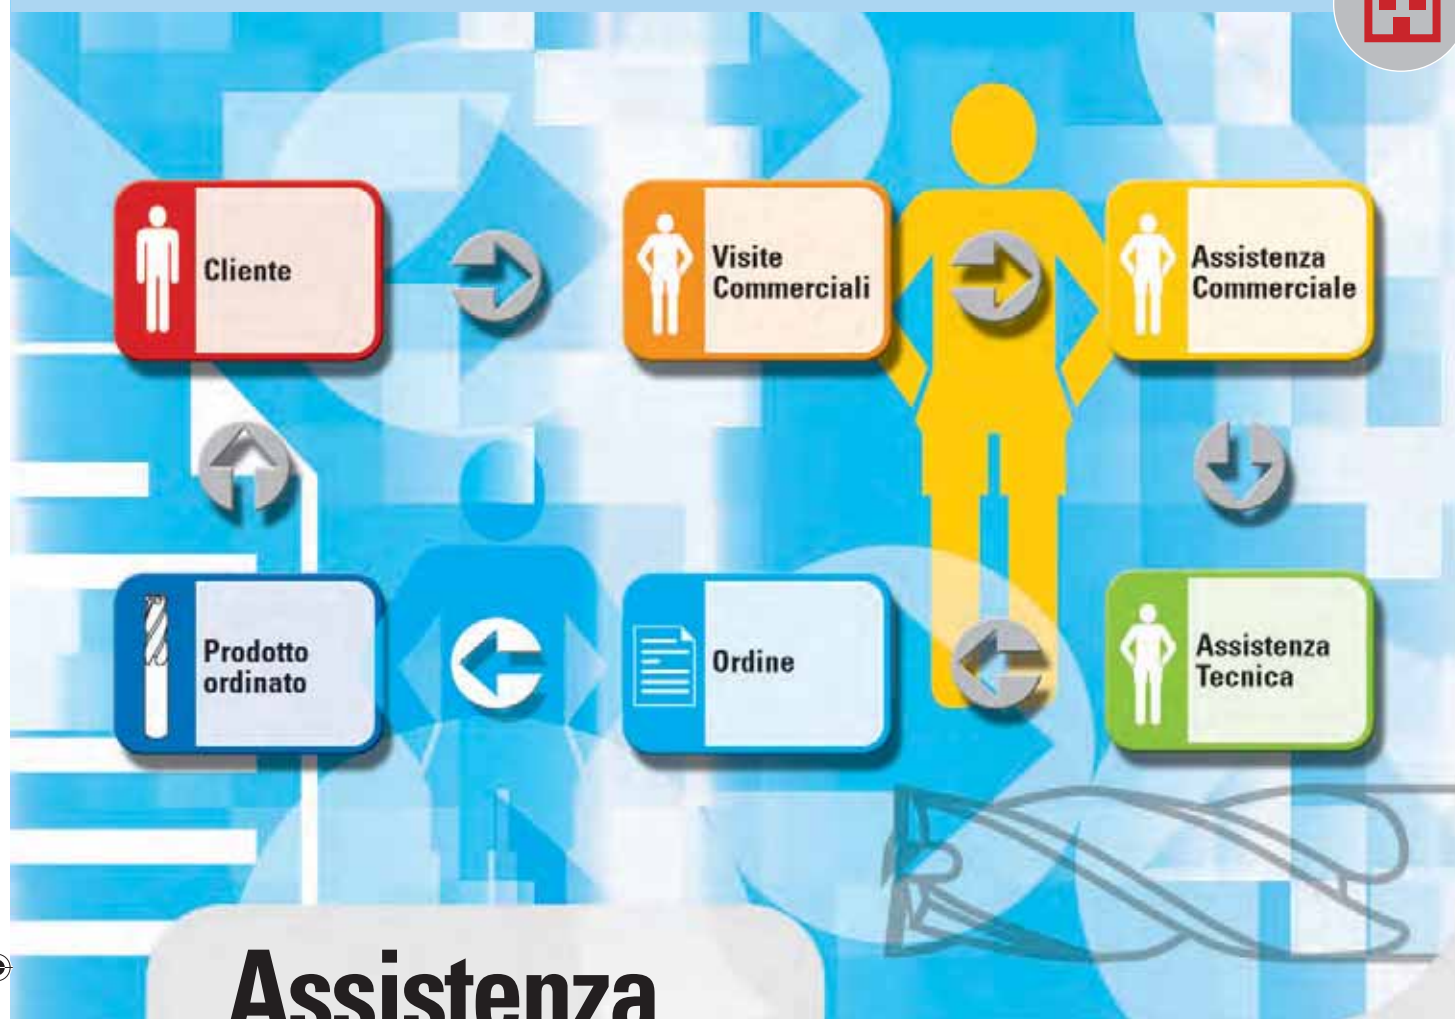 Cliente
Visite
Commerciali
Assistenza
Commerciale
Prodotto
ordinato
Ordine
Assistenza
Tecnica
Assistenza